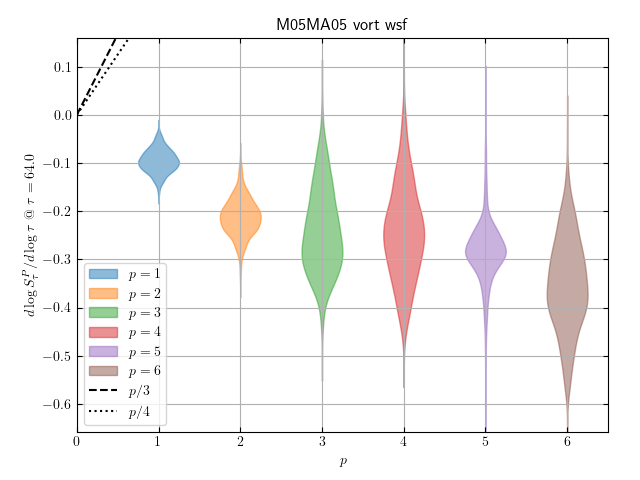 M05MA05 vort wsf
d log S_τ^p / d log τ @ τ = 64.0
0.1
0.0
−0.1
−0.2
−0.3
−0.4
−0.5
−0.6
p = 1
p = 2
p = 3
p = 4
p = 5
p = 6
p/3
p/4
0 1 2 3 4 5 6
p